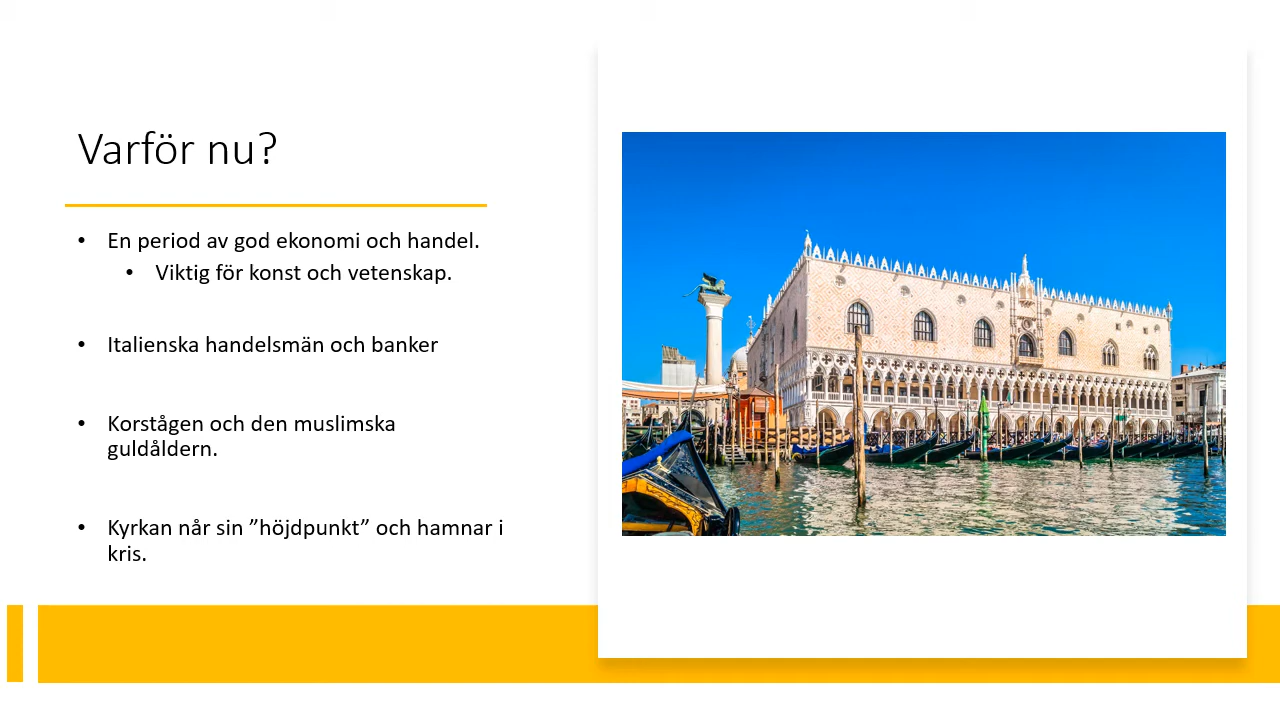 Varför nu?
• En period av god ekonomi och handel.
• Viktig för konst och vetenskap.
• Italienska handelsmän och banker
• Korstågen och den muslimska
guldåldern.
• Kyrkan når sin ”höjdpunkt” och hamnar i
kris.